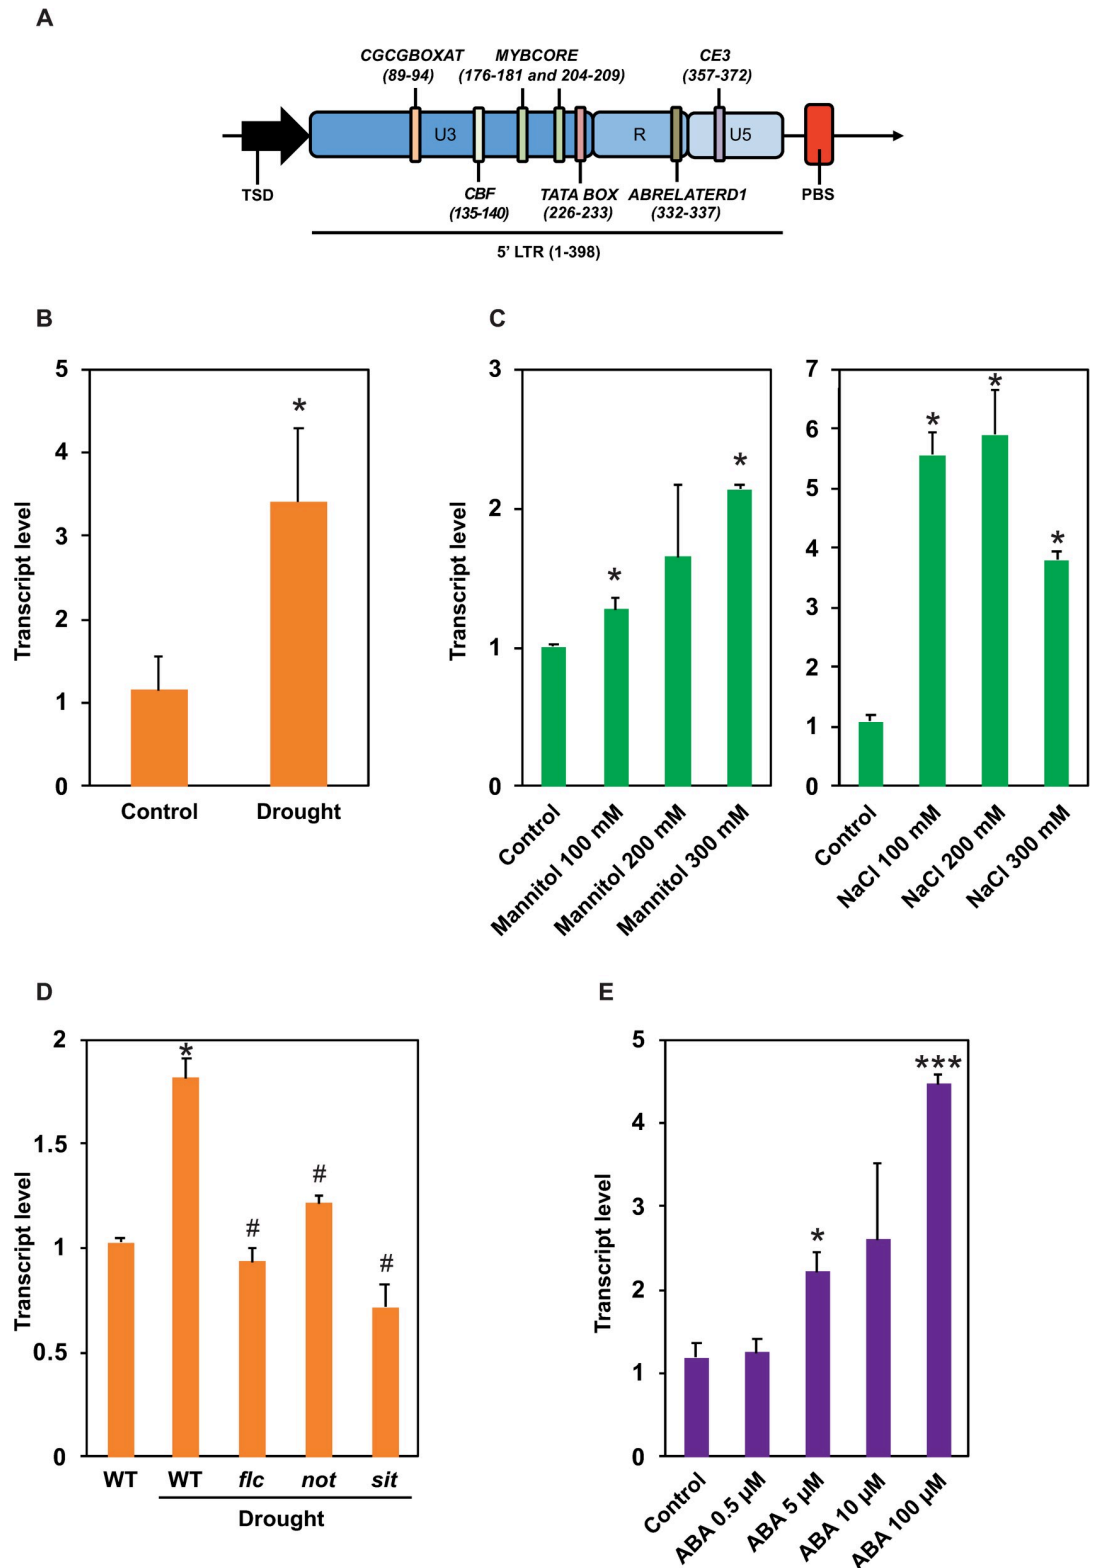 A
CGCGBOXAT MYBCORE CE3
(89-94) (176-181 and 204-209) (357-372)
U3 R U5
TSD CBF TATA BOX ABRELATERD1 PBS
(135-140) (226-233) (332-337)
5’ LTR (1-398)
B
5
4
3
2
1
0
Transcript level
*
Control Drought
C
3
2
1
0
Transcript level
* *
Control
Mannitol 100 mM
Mannitol 200 mM
Mannitol 300 mM
7
6
5
4
3
2
1
0
* * *
Control
NaCl 100 mM
NaCl 200 mM
NaCl 300 mM
D
2
1.5
1
0.5
0
Transcript level
* # # #
WT WT flc not sit
Drought
E
5
4
3
2
1
0
Transcript level
* ***
Control
ABA 0.5 µM
ABA 5 µM
ABA 10 µM
ABA 100 µM